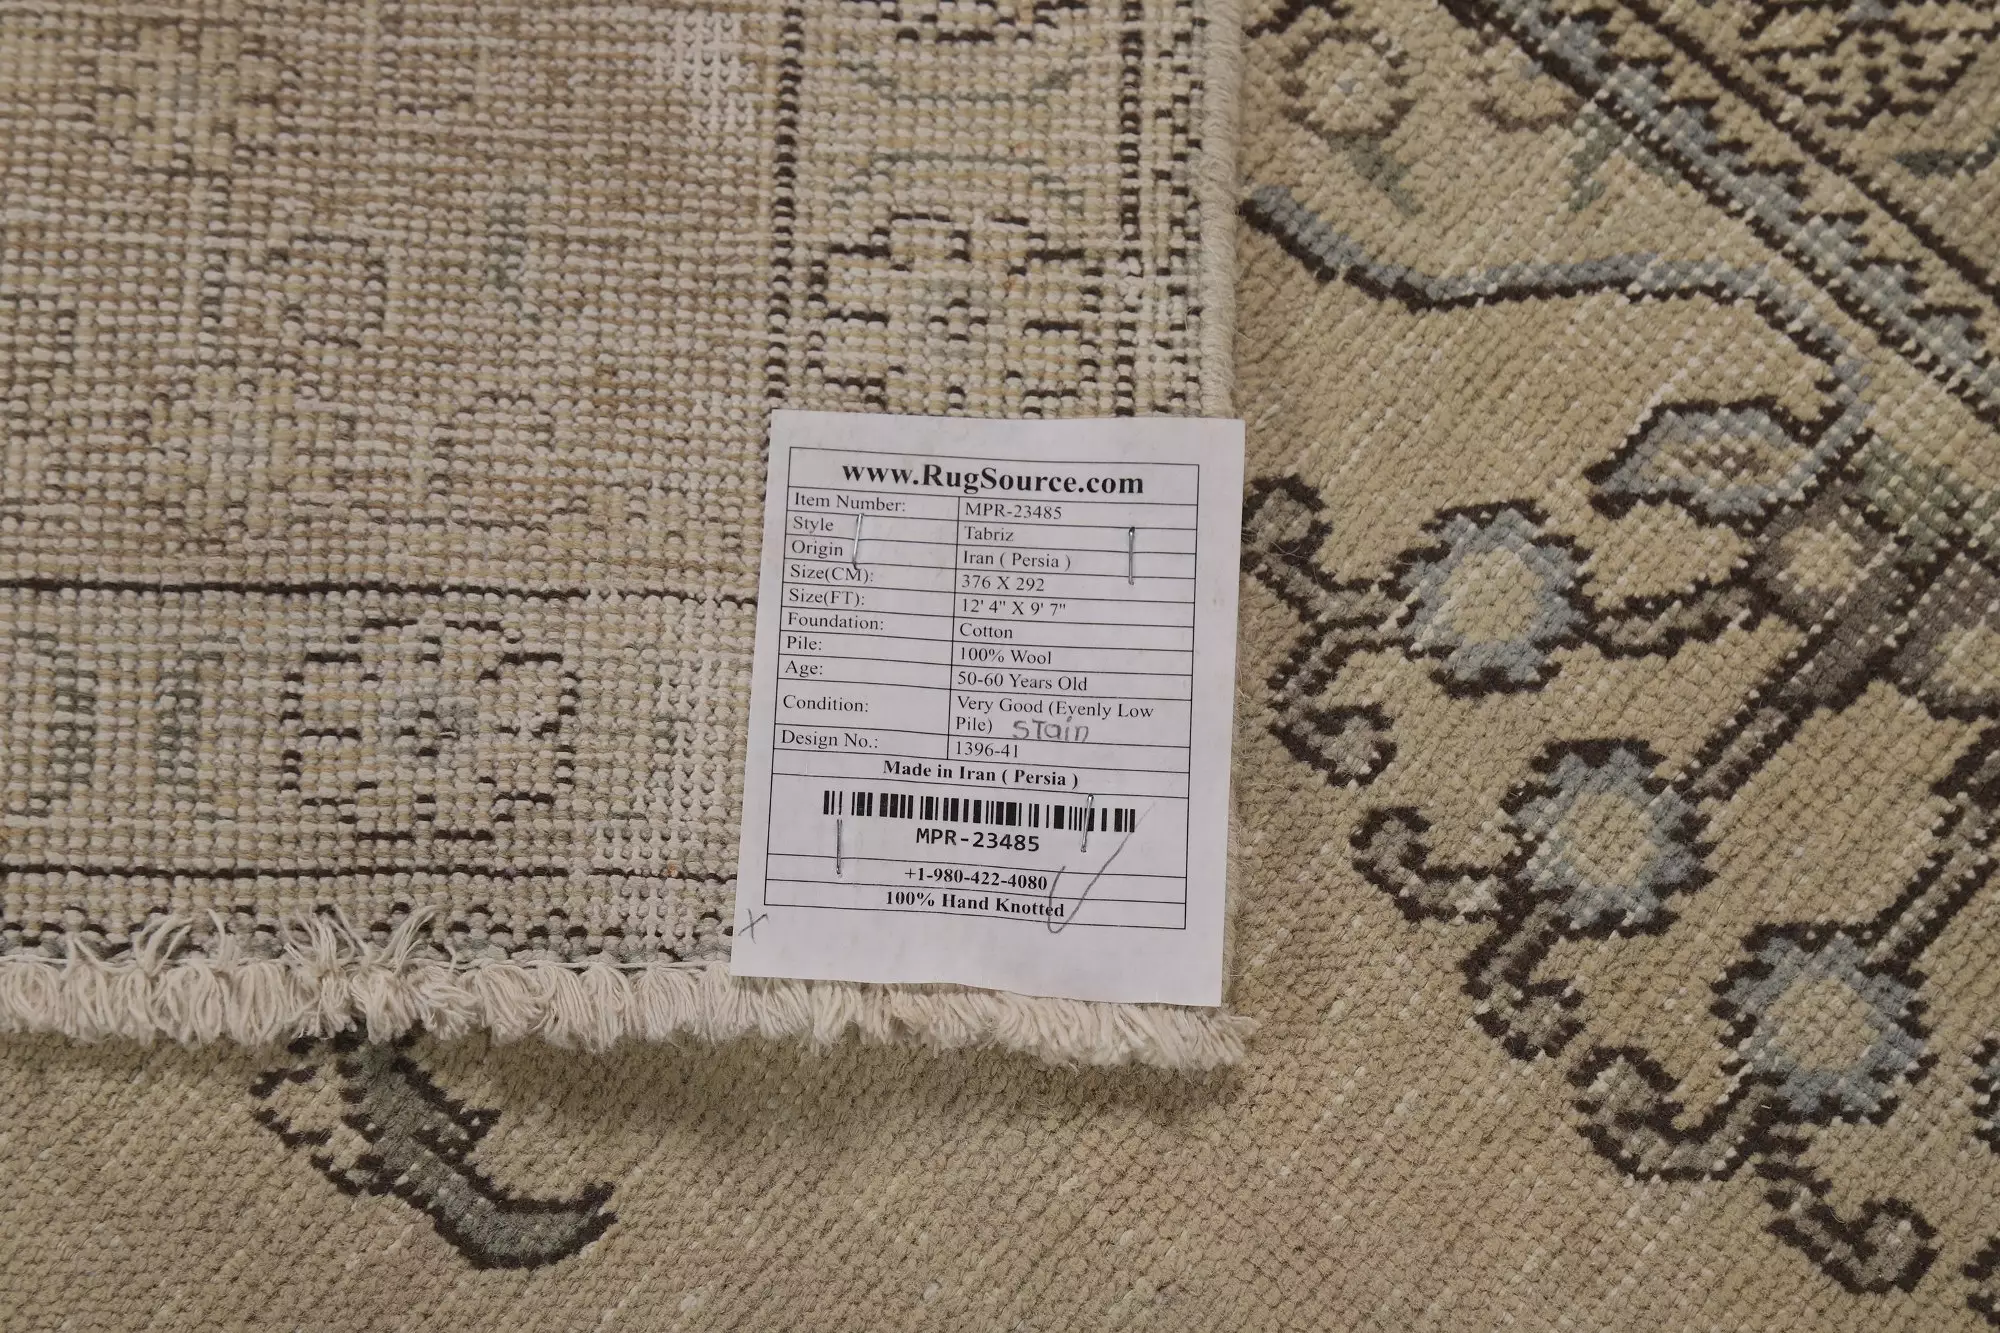 www.RugSource.com
Item Number: MPR-23485
Style Tabriz
Origin Iran ( Persia )
Size(CM): 376 X 292
Size(FT): 12' 4" X 9' 7"
Foundation: Cotton
Pile: 100% Wool
Age: 50-60 Years Old
Condition: Very Good (Evenly Low
Pile) STain
Design No.: 1396-41
Made in Iran ( Persia )
MPR-23485
+1-980-422-4080
100% Hand Knotted
X